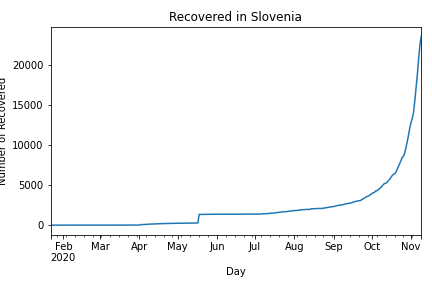 Recovered in Slovenia
Number of Recovered
20000
15000
10000
5000
0
Feb Mar Apr May Jun Jul Aug Sep Oct Nov
2020
Day